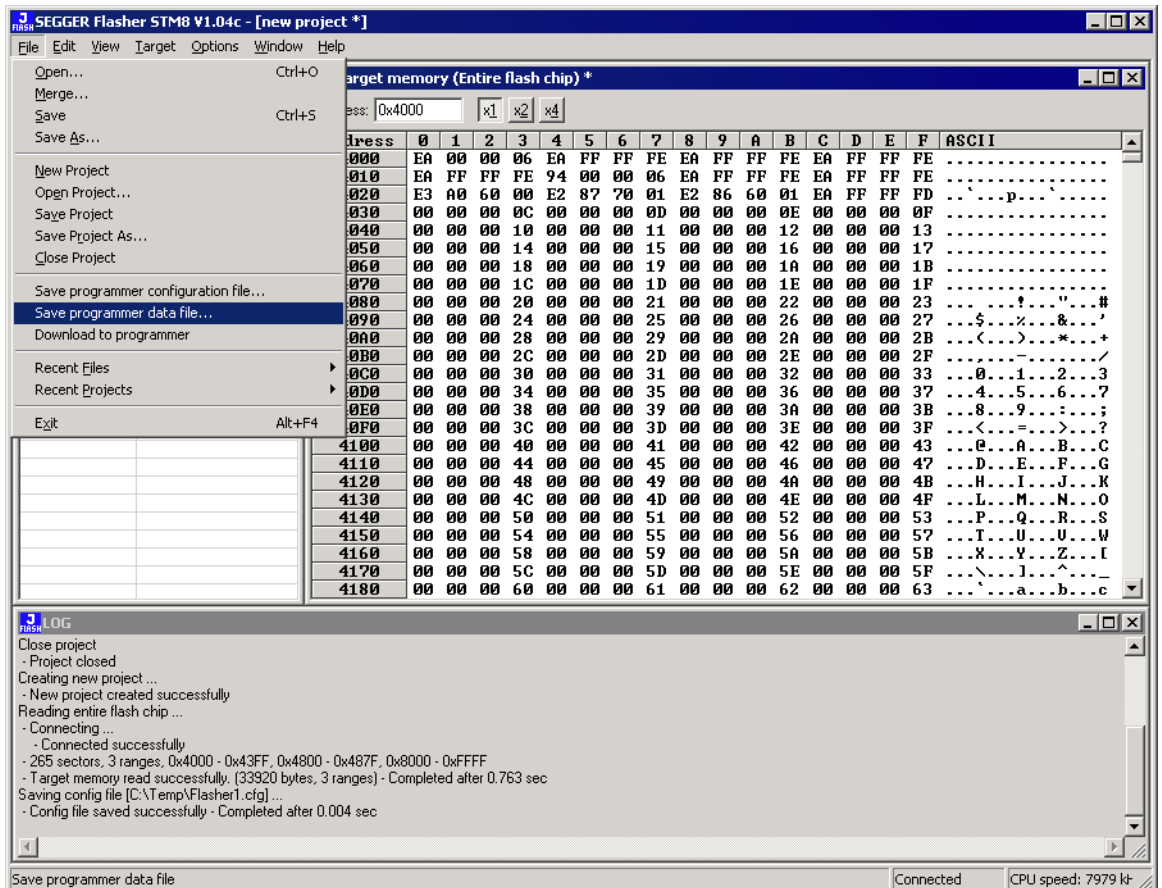 SEGGER Flasher STM8 V1.04c - [new project *]
File Edit View Target Options Window Help
Open... Ctrl+O
Merge...
Save Ctrl+S
Save As...
New Project
Open Project...
Save Project
Save Project As...
Close Project
Save programmer configuration file...
Save programmer data file...
Download to programmer
Recent Files
Recent Projects
Exit Alt+F4
arget memory (Entire flash chip) *
ess: 0x4000 x1 x2 x4
dress 0 1 2 3 4 5 6 7 8 9 A B C D E F ASCII
000 EA 00 00 06 EA FF FF FE EA FF FF FE EA FF FF FE ................
010 EA FF FF FE 94 00 00 06 EA FF FF FE EA FF FF FE ................
020 E3 A0 60 00 E2 87 70 01 E2 86 60 01 EA FF FF FD ..`...p...`.....
030 00 00 00 0C 00 00 00 0D 00 00 00 0E 00 00 00 0F ................
040 00 00 00 10 00 00 00 11 00 00 00 12 00 00 00 13 ................
050 00 00 00 14 00 00 00 15 00 00 00 16 00 00 00 17 ................
060 00 00 00 18 00 00 00 19 00 00 00 1A 00 00 00 1B ................
070 00 00 00 1C 00 00 00 1D 00 00 00 1E 00 00 00 1F ................
080 00 00 00 20 00 00 00 21 00 00 00 22 00 00 00 23 ... ...!..."...#
090 00 00 00 24 00 00 00 25 00 00 00 26 00 00 00 27 ...$...%...&...'
0A0 00 00 00 28 00 00 00 29 00 00 00 2A 00 00 00 2B ...(...)...*...+
0B0 00 00 00 2C 00 00 00 2D 00 00 00 2E 00 00 00 2F ...,...-......./
0C0 00 00 00 30 00 00 00 31 00 00 00 32 00 00 00 33 ...0...1...2...3
0D0 00 00 00 34 00 00 00 35 00 00 00 36 00 00 00 37 ...4...5...6...7
0E0 00 00 00 38 00 00 00 39 00 00 00 3A 00 00 00 3B ...8...9...:...;
0F0 00 00 00 3C 00 00 00 3D 00 00 00 3E 00 00 00 3F ...<...=...>...?
4100 00 00 00 40 00 00 00 41 00 00 00 42 00 00 00 43 ...@...A...B...C
4110 00 00 00 44 00 00 00 45 00 00 00 46 00 00 00 47 ...D...E...F...G
4120 00 00 00 48 00 00 00 49 00 00 00 4A 00 00 00 4B ...H...I...J...K
4130 00 00 00 4C 00 00 00 4D 00 00 00 4E 00 00 00 4F ...L...M...N...O
4140 00 00 00 50 00 00 00 51 00 00 00 52 00 00 00 53 ...P...Q...R...S
4150 00 00 00 54 00 00 00 55 00 00 00 56 00 00 00 57 ...T...U...V...W
4160 00 00 00 58 00 00 00 59 00 00 00 5A 00 00 00 5B ...X...Y...Z...[
4170 00 00 00 5C 00 00 00 5D 00 00 00 5E 00 00 00 5F ...\...]...^..._
4180 00 00 00 60 00 00 00 61 00 00 00 62 00 00 00 63 ...`...a...b...c
LOG
Close project
- Project closed
Creating new project ...
- New project created successfully
Reading entire flash chip ...
- Connecting ...
- Connected successfully
- 265 sectors, 3 ranges, 0x4000 - 0x43FF, 0x4800 - 0x487F, 0x8000 - 0xFFFF
- Target memory read successfully. (33920 bytes, 3 ranges) - Completed after 0.763 sec
Saving config file [C:\Temp\Flasher1.cfg] ...
- Config file saved successfully - Completed after 0.004 sec
Save programmer data file Connected CPU speed: 7979 kH